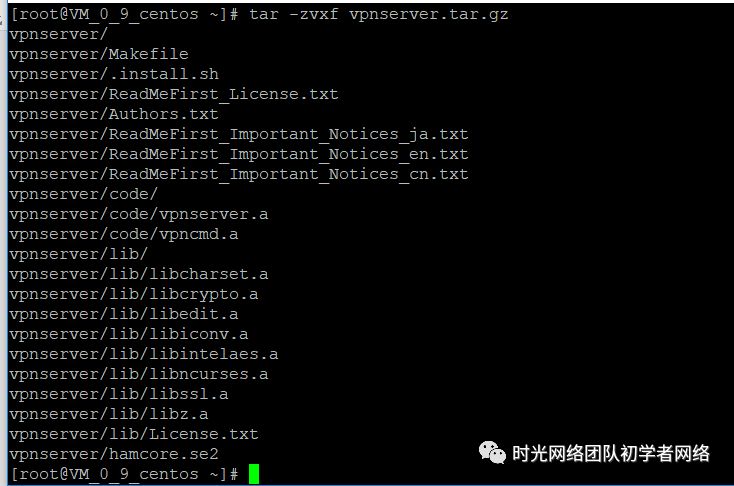 [root@VM_0_9_centos ~]# tar -zvxf vpnserver.tar.gz
vpnserver/
vpnserver/Makefile
vpnserver/.install.sh
vpnserver/ReadMeFirst_License.txt
vpnserver/Authors.txt
vpnserver/ReadMeFirst_Important_Notices_ja.txt
vpnserver/ReadMeFirst_Important_Notices_en.txt
vpnserver/ReadMeFirst_Important_Notices_cn.txt
vpnserver/code/
vpnserver/code/vpnserver.a
vpnserver/code/vpncmd.a
vpnserver/lib/
vpnserver/lib/libcharset.a
vpnserver/lib/libcrypto.a
vpnserver/lib/libedit.a
vpnserver/lib/libiconv.a
vpnserver/lib/libintelaes.a
vpnserver/lib/libncurses.a
vpnserver/lib/libssl.a
vpnserver/lib/libz.a
vpnserver/lib/License.txt
vpnserver/hamcore.se2
时光网络团队初学者网络
[root@VM_0_9_centos ~]#